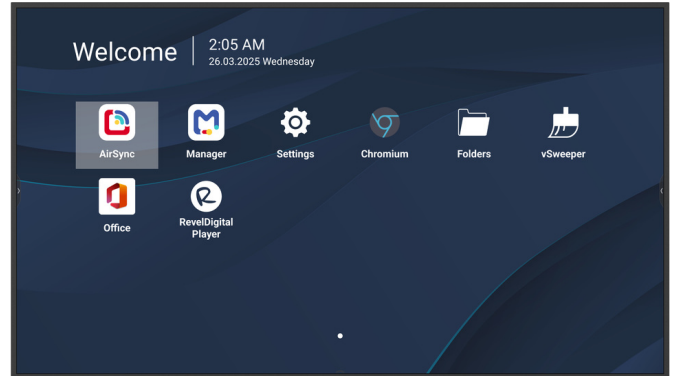 Welcome
2:05 AM
26.03.2025 Wednesday
AirSync
Manager
Settings
Chromium
Folders
vSweeper
Office
RevelDigital
Player